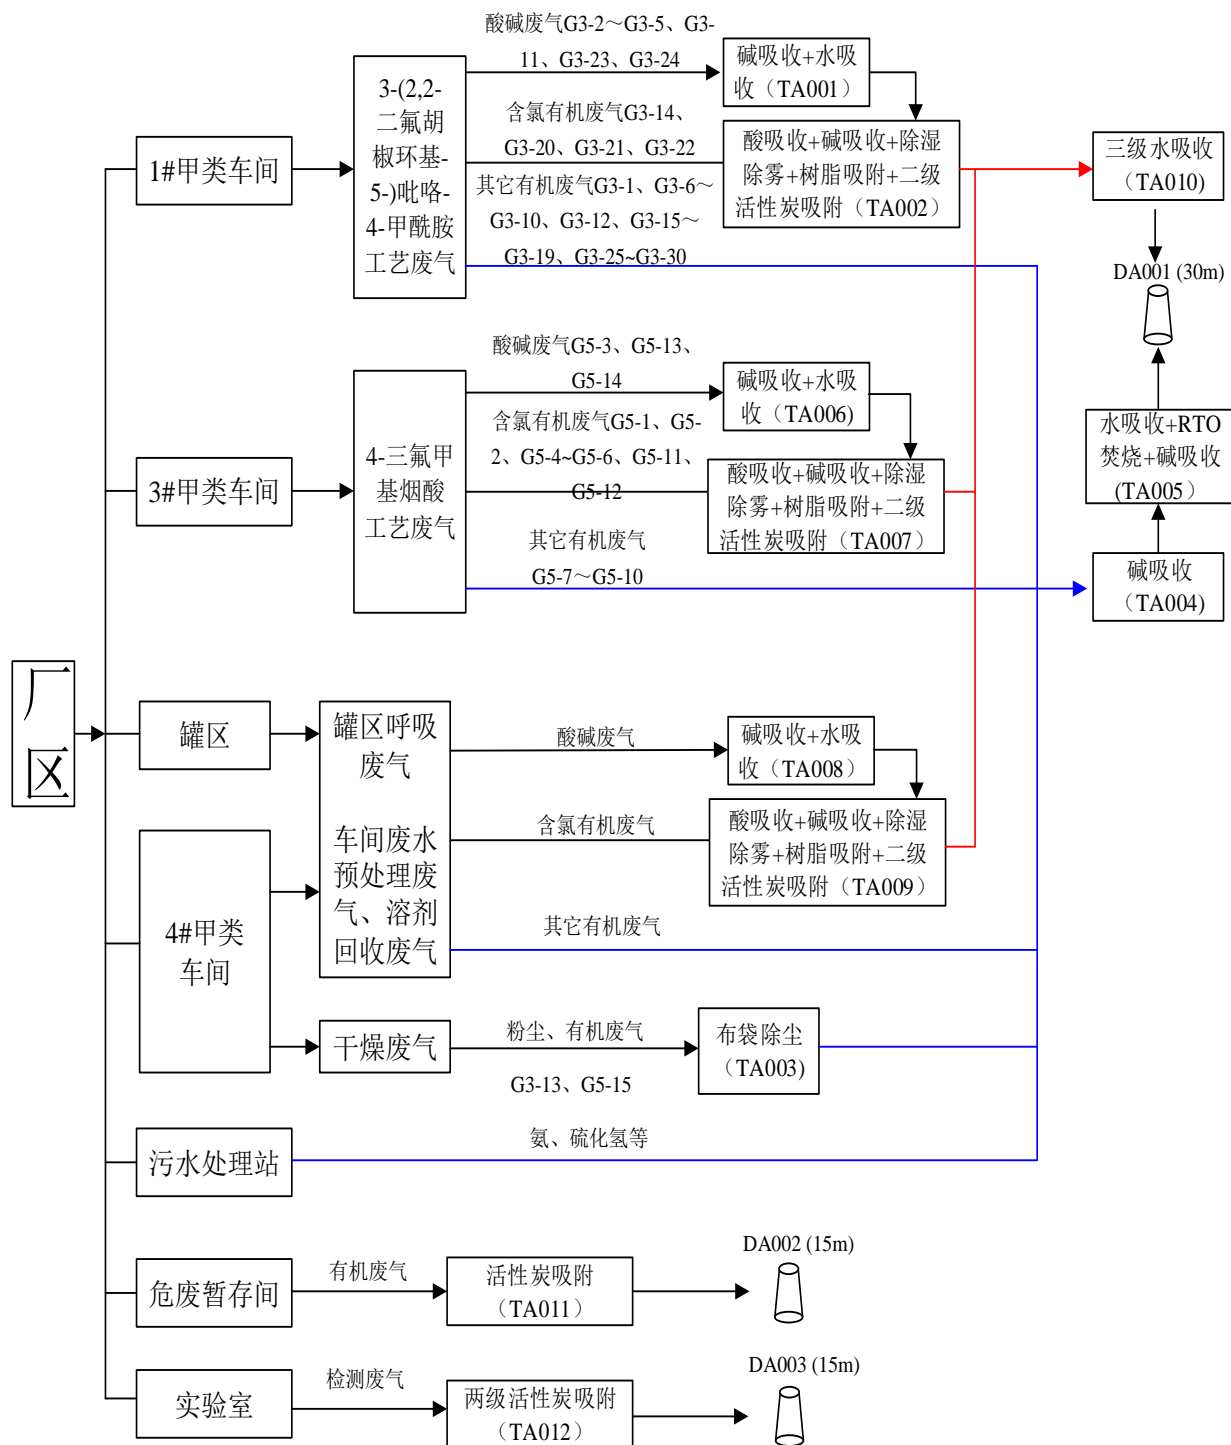 厂
区
1#甲类车间
3-(2,2-
二氟胡
椒环基-
5-)吡咯-
4-甲酰胺
工艺废气
酸碱废气G3-2～G3-5、G3-
11、G3-23、G3-24
碱吸收+水吸
收（TA001）
含氯有机废气G3-14、
G3-20、G3-21、G3-22
酸吸收+碱吸收+除湿
除雾+树脂吸附+二级
活性炭吸附（TA002）
其它有机废气G3-1、G3-6～
G3-10、G3-12、G3-15～
G3-19、G3-25~G3-30
三级水吸收
（TA010)
DA001 (30m)
水吸收+RTO
焚烧+碱吸收
(TA005）
碱吸收
（TA004)
3#甲类车间
4-三氟甲
基烟酸
工艺废气
酸碱废气G5-3、G5-13、
G5-14
碱吸收+水吸
收（TA006)
含氯有机废气G5-1、G5-
2、G5-4~G5-6、G5-11、
G5-12
酸吸收+碱吸收+除湿
除雾+树脂吸附+二级
活性炭吸附（TA007）
其它有机废气
G5-7～G5-10
罐区
罐区呼吸
废气
车间废水
预处理废
气、溶剂
回收废气
酸碱废气
碱吸收+水吸
收（TA008）
含氯有机废气
酸吸收+碱吸收+除湿
除雾+树脂吸附+二级
活性炭吸附（TA009）
其它有机废气
4#甲类
车间
干燥废气
粉尘、有机废气
G3-13、G5-15
布袋除尘
（TA003)
污水处理站
氨、硫化氢等
危废暂存间
有机废气
活性炭吸附
（TA011）
DA002 (15m)
实验室
检测废气
两级活性炭吸附
（TA012）
DA003 (15m)